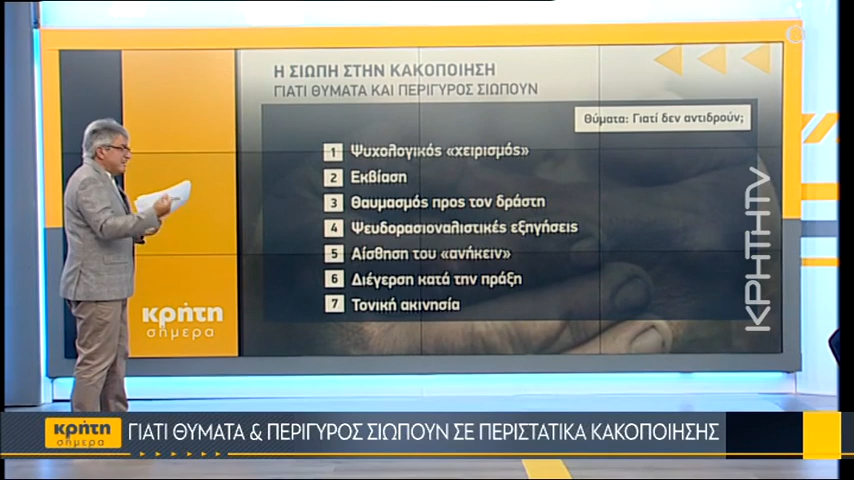 Η ΣΙΩΠΗ ΣΤΗΝ ΚΑΚΟΠΟΙΗΣΗ
ΓΙΑΤΙ ΘΥΜΑΤΑ ΚΑΙ ΠΕΡΙΓΥΡΟΣ ΣΙΩΠΟΥΝ
Θύματα: Γιατί δεν αντιδρούν;
1 Ψυχολογικός «χειρισμός»
2 Εκβίαση
3 Θαυμασμός προς τον δράστη
4 Ψευδορασιοναλιστικές εξηγήσεις
5 Αίσθηση του «ανήκειν»
6 Διέγερση κατά την πράξη
7 Τονική ακινησία
κρήτη
σήμερα
ΚΡΗΤΗTV
κρήτη
σήμερα
ΓΙΑΤΙ ΘΥΜΑΤΑ & ΠΕΡΙΓΥΡΟΣ ΣΙΩΠΟΥΝ ΣΕ ΠΕΡΙΣΤΑΤΙΚΑ ΚΑΚΟΠΟΙΗΣΗΣ